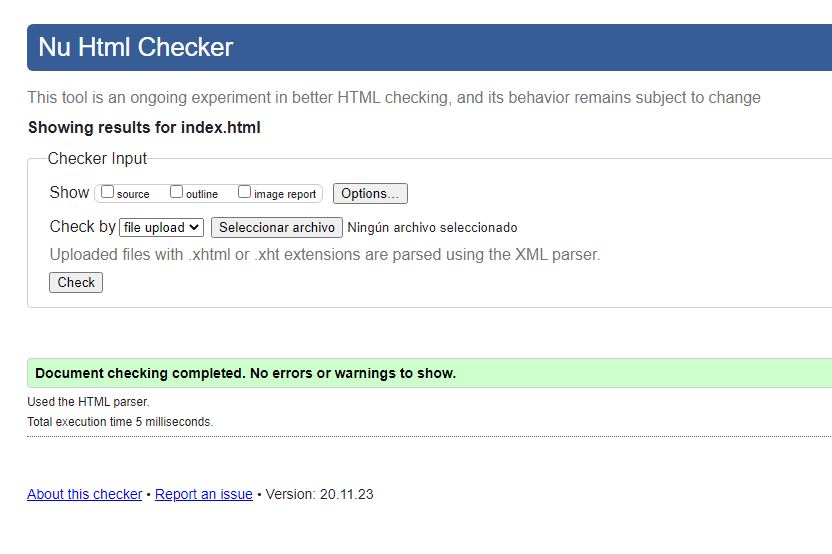 Nu Html Checker
This tool is an ongoing experiment in better HTML checking, and its behavior remains subject to change
Showing results for index.html
Checker Input
Show source outline image report Options...
Check by file upload Seleccionar archivo Ningún archivo seleccionado
Uploaded files with .xhtml or .xht extensions are parsed using the XML parser.
Check
Document checking completed. No errors or warnings to show.
Used the HTML parser.
Total execution time 5 milliseconds.
About this checker • Report an issue • Version: 20.11.23